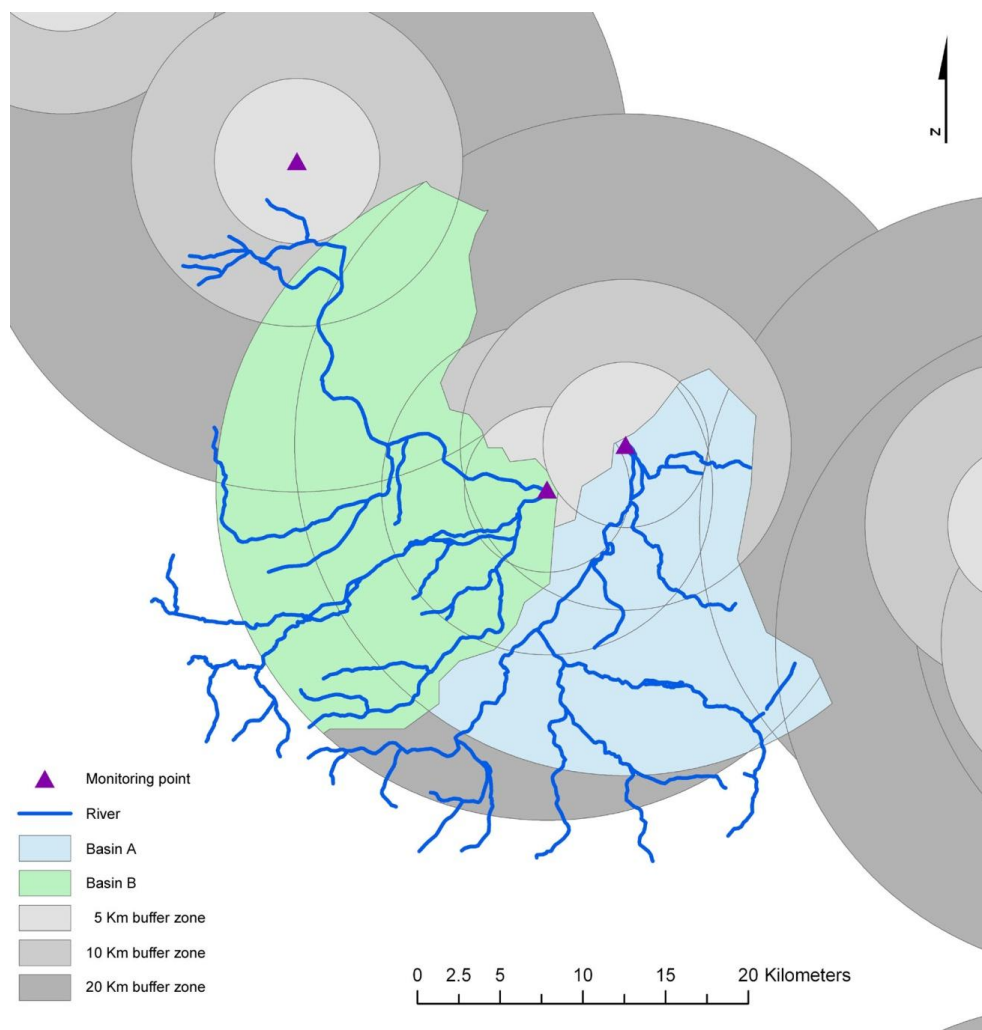 N
Monitoring point
River
Basin A
Basin B
5 Km buffer zone
10 Km buffer zone
20 Km buffer zone
0 2.5 5 10 15 20 Kilometers